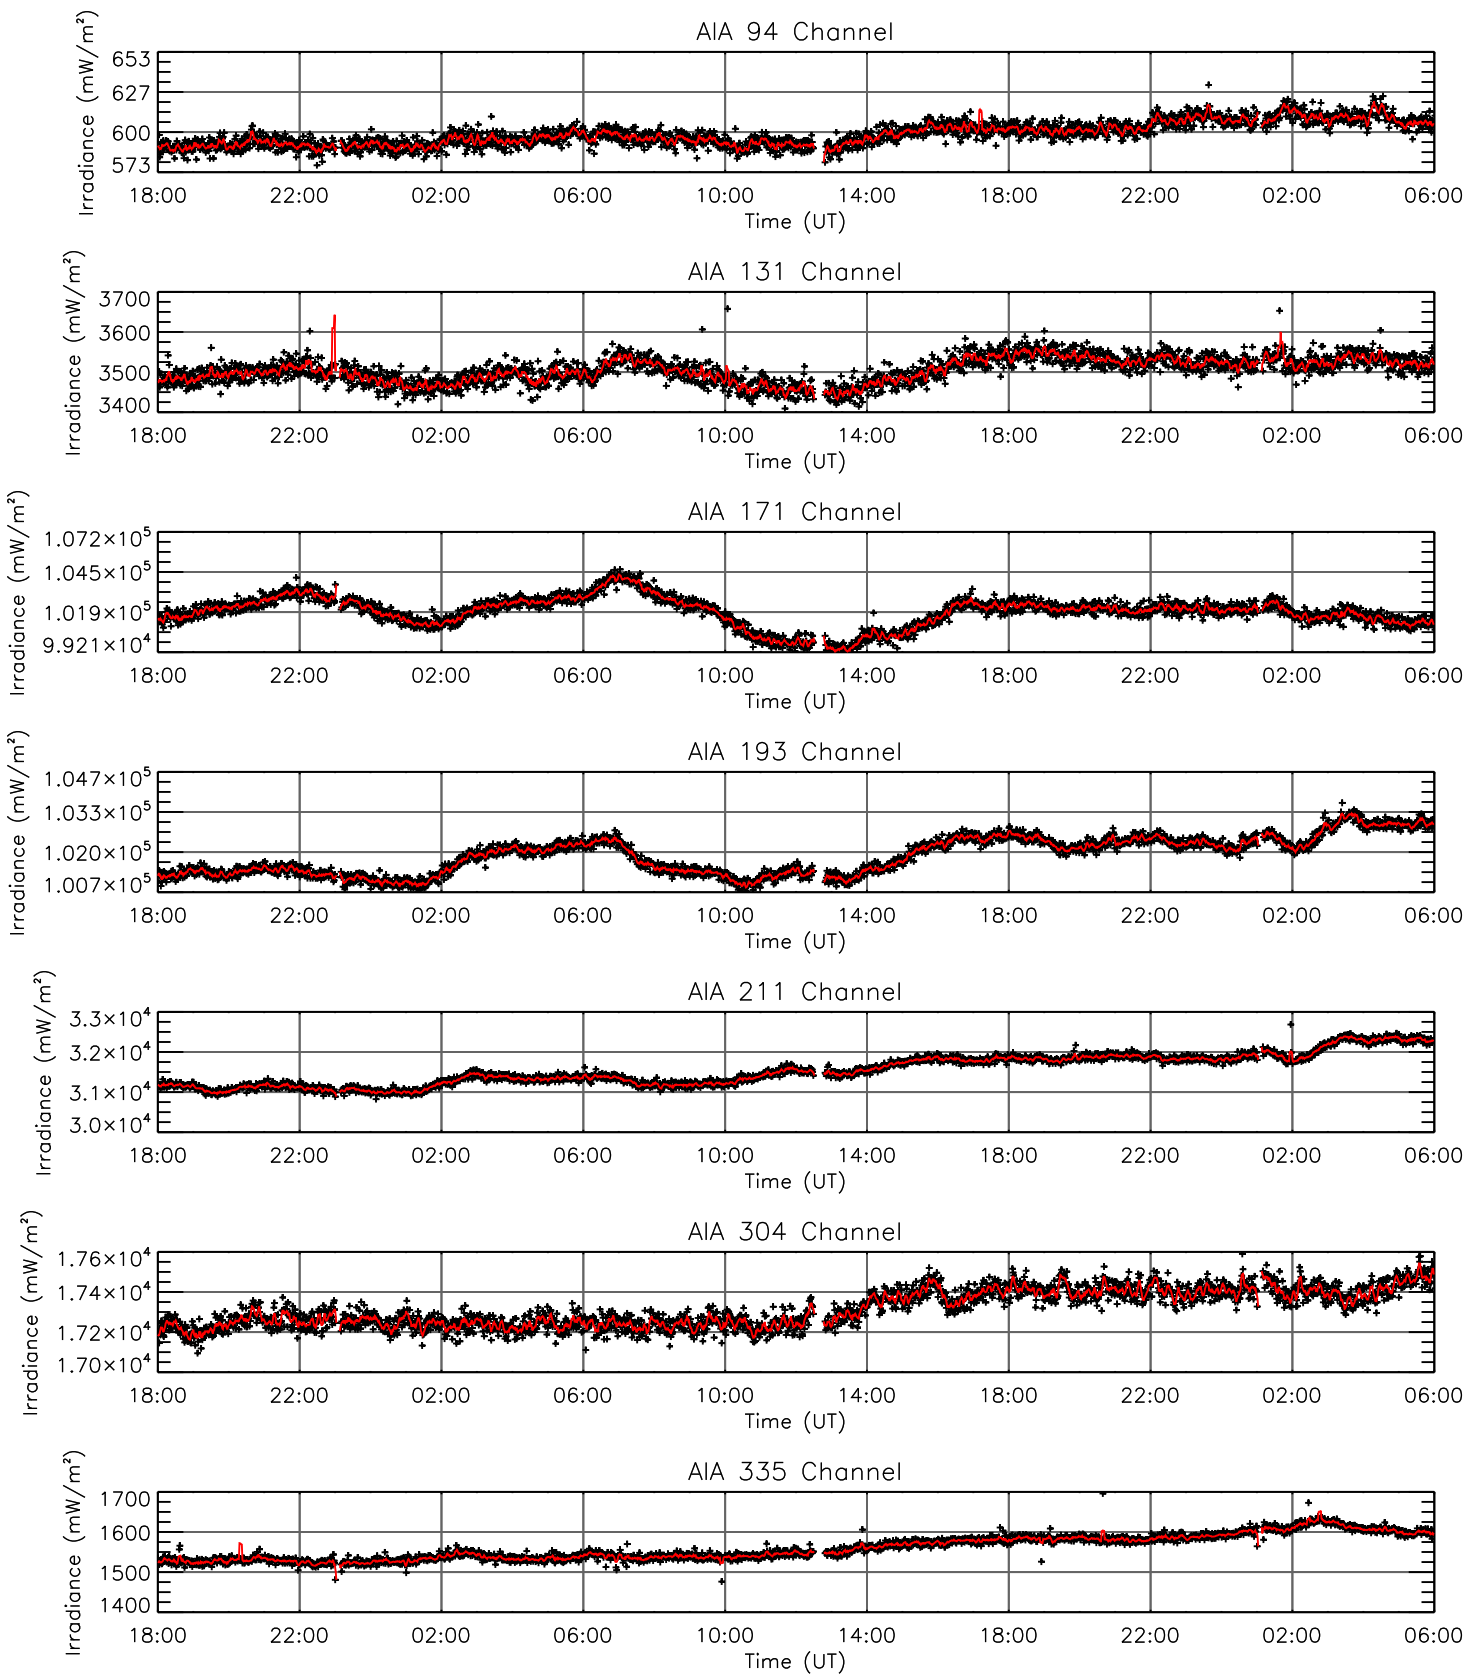 AIA 94 Channel
Irradiance (mW/m²)
653
627
600
573
18:00 22:00 02:00 06:00 10:00 14:00 18:00 22:00 02:00 06:00
Time (UT)
AIA 131 Channel
Irradiance (mW/m²)
3700
3600
3500
3400
18:00 22:00 02:00 06:00 10:00 14:00 18:00 22:00 02:00 06:00
Time (UT)
AIA 171 Channel
Irradiance (mW/m²)
1.072×10⁵
1.045×10⁵
1.019×10⁵
9.921×10⁴
18:00 22:00 02:00 06:00 10:00 14:00 18:00 22:00 02:00 06:00
Time (UT)
AIA 193 Channel
Irradiance (mW/m²)
1.047×10⁵
1.033×10⁵
1.020×10⁵
1.007×10⁵
18:00 22:00 02:00 06:00 10:00 14:00 18:00 22:00 02:00 06:00
Time (UT)
AIA 211 Channel
Irradiance (mW/m²)
3.3×10⁴
3.2×10⁴
3.1×10⁴
3.0×10⁴
18:00 22:00 02:00 06:00 10:00 14:00 18:00 22:00 02:00 06:00
Time (UT)
AIA 304 Channel
Irradiance (mW/m²)
1.76×10⁴
1.74×10⁴
1.72×10⁴
1.70×10⁴
18:00 22:00 02:00 06:00 10:00 14:00 18:00 22:00 02:00 06:00
Time (UT)
AIA 335 Channel
Irradiance (mW/m²)
1700
1600
1500
1400
18:00 22:00 02:00 06:00 10:00 14:00 18:00 22:00 02:00 06:00
Time (UT)